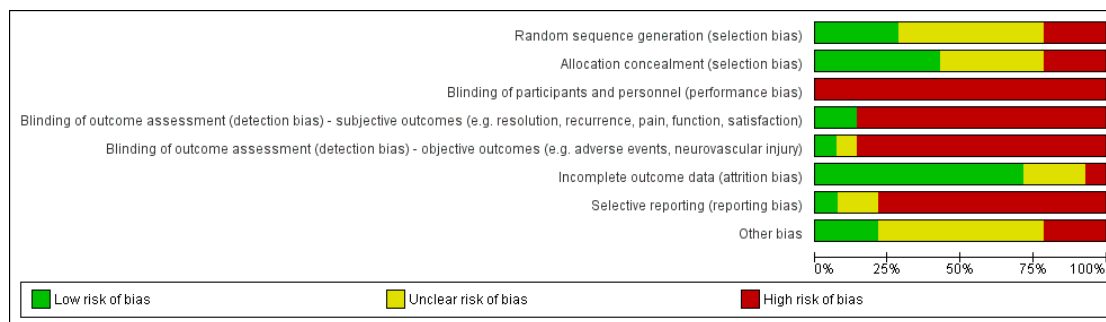 Random sequence generation (selection bias)
Allocation concealment (selection bias)
Blinding of participants and personnel (performance bias)
Blinding of outcome assessment (detection bias) - subjective outcomes (e.g. resolution, recurrence, pain, function, satisfaction)
Blinding of outcome assessment (detection bias) - objective outcomes (e.g. adverse events, neurovascular injury)
Incomplete outcome data (attrition bias)
Selective reporting (reporting bias)
Other bias
0% 25% 50% 75% 100%
Low risk of bias Unclear risk of bias High risk of bias